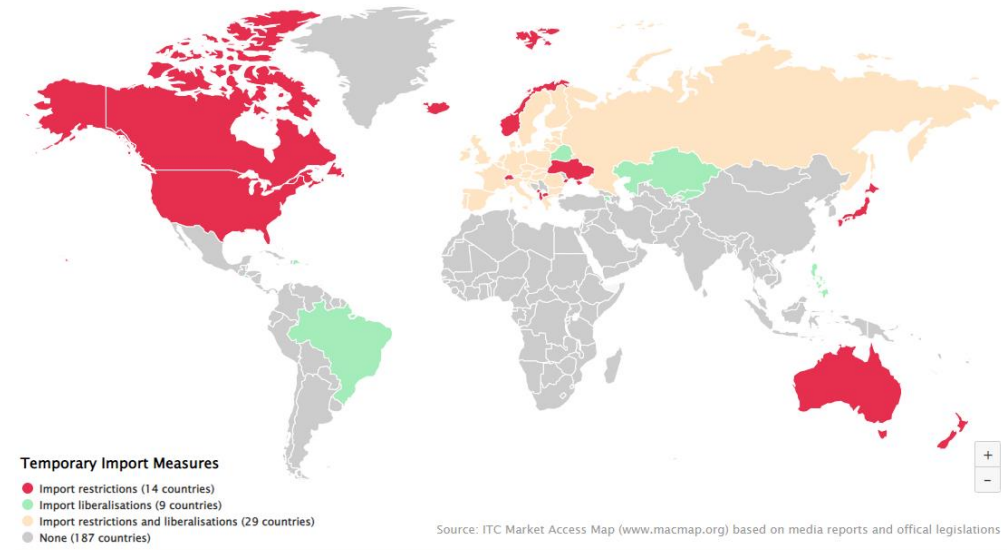 Temporary Import Measures
Import restrictions (14 countries)
Import liberalisations (9 countries)
Import restrictions and liberalisations (29 countries)
None (187 countries)
+
−
Source: ITC Market Access Map (www.macmap.org) based on media reports and offical legislations